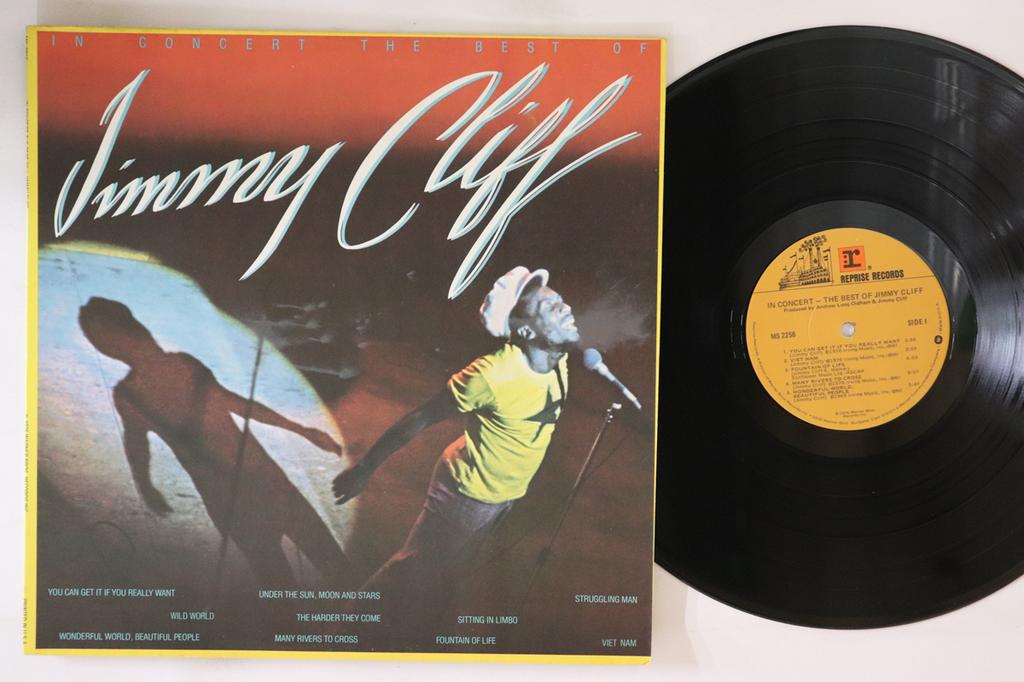 IN CONCERT THE BEST OF
Jimmy Cliff
YOU CAN GET IT IF YOU REALLY WANT
UNDER THE SUN, MOON AND STARS
STRUGGLING MAN
WILD WORLD
THE HARDER THEY COME
SITTING IN LIMBO
WONDERFUL WORLD, BEAUTIFUL PEOPLE
MANY RIVERS TO CROSS
FOUNTAIN OF LIFE
VIET NAM
r
REPRISE RECORDS
IN CONCERT - THE BEST OF JIMMY CLIFF
Produced by Andrew Loog Oldham & Jimmy Cliff
MS 2256
SIDE 1
1. YOU CAN GET IT IF YOU REALLY WANT
2. VIET NAM
3. FOUNTAIN OF LIFE
4. MANY RIVERS TO CROSS
5. WONDERFUL WORLD,
BEAUTIFUL PEOPLE